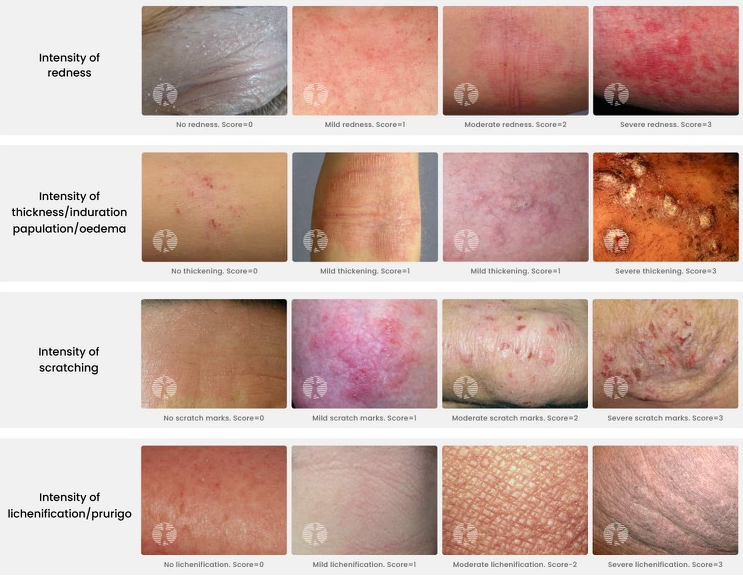 Intensity of
redness
No redness. Score=0
Mild redness. Score=1
Moderate redness. Score=2
Severe redness. Score=3
Intensity of
thickness/induration
papulation/oedema
No thickening. Score=0
Mild thickening. Score=1
Mild thickening. Score=1
Severe thickening. Score=3
Intensity of
scratching
No scratch marks. Score=0
Mild scratch marks. Score=1
Moderate scratch marks. Score=2
Severe scratch marks. Score=3
Intensity of
lichenification/prurigo
No lichenification. Score=0
Mild lichenification. Score=1
Moderate lichenification. Score-2
Severe lichenification. Score=3